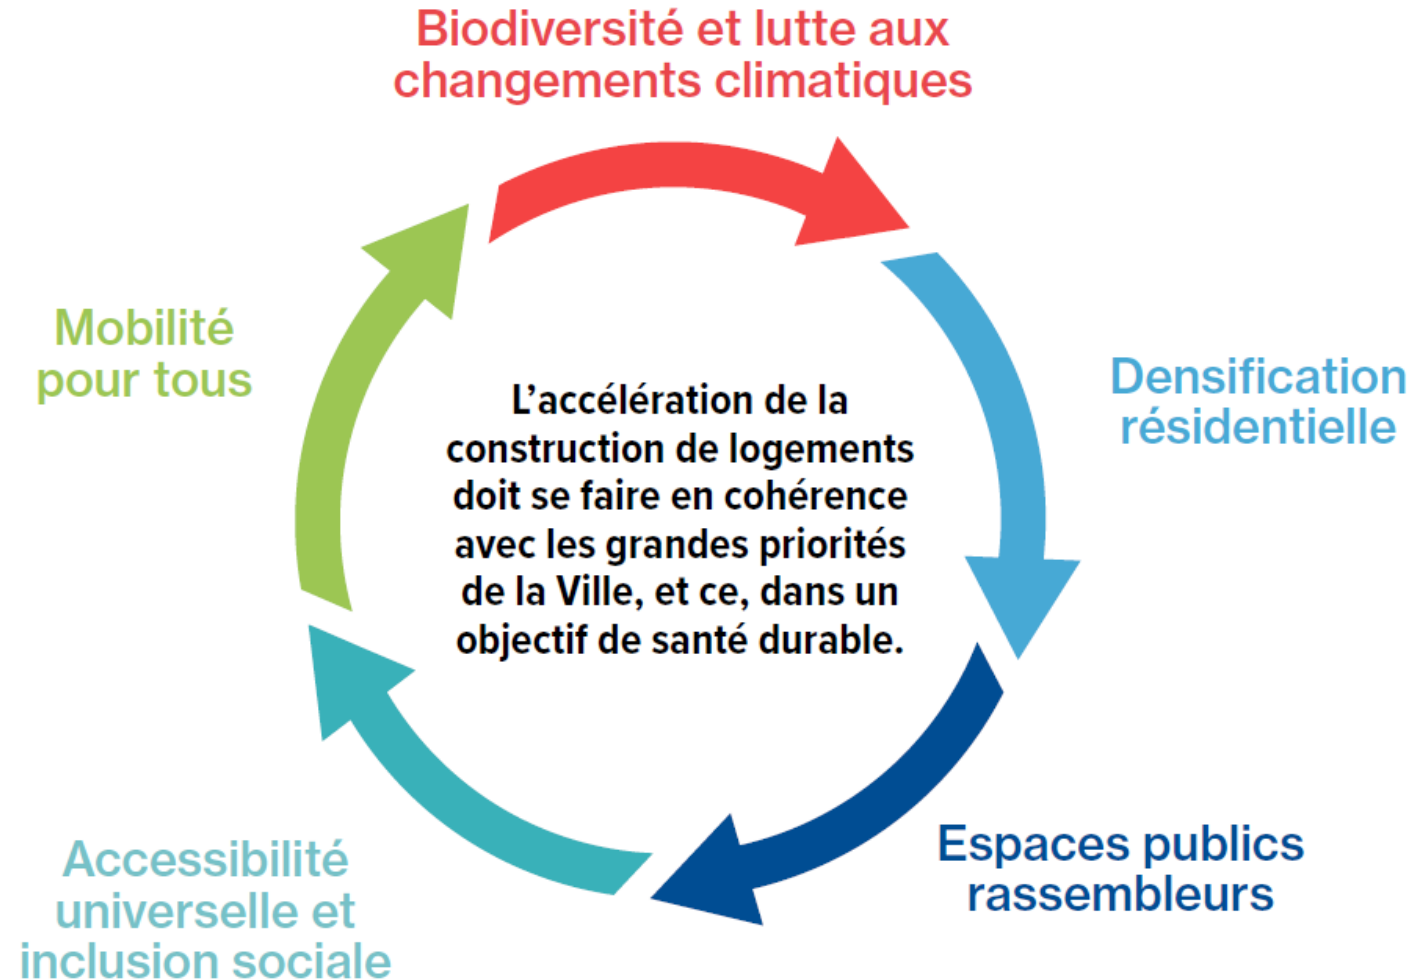 Biodiversité et lutte aux
changements climatiques
Mobilité
pour tous
Densification
résidentielle
L’accélération de la
construction de logements
doit se faire en cohérence
avec les grandes priorités
de la Ville, et ce, dans un
objectif de santé durable.
Espaces publics
rassembleurs
Accessibilité
universelle et
inclusion sociale